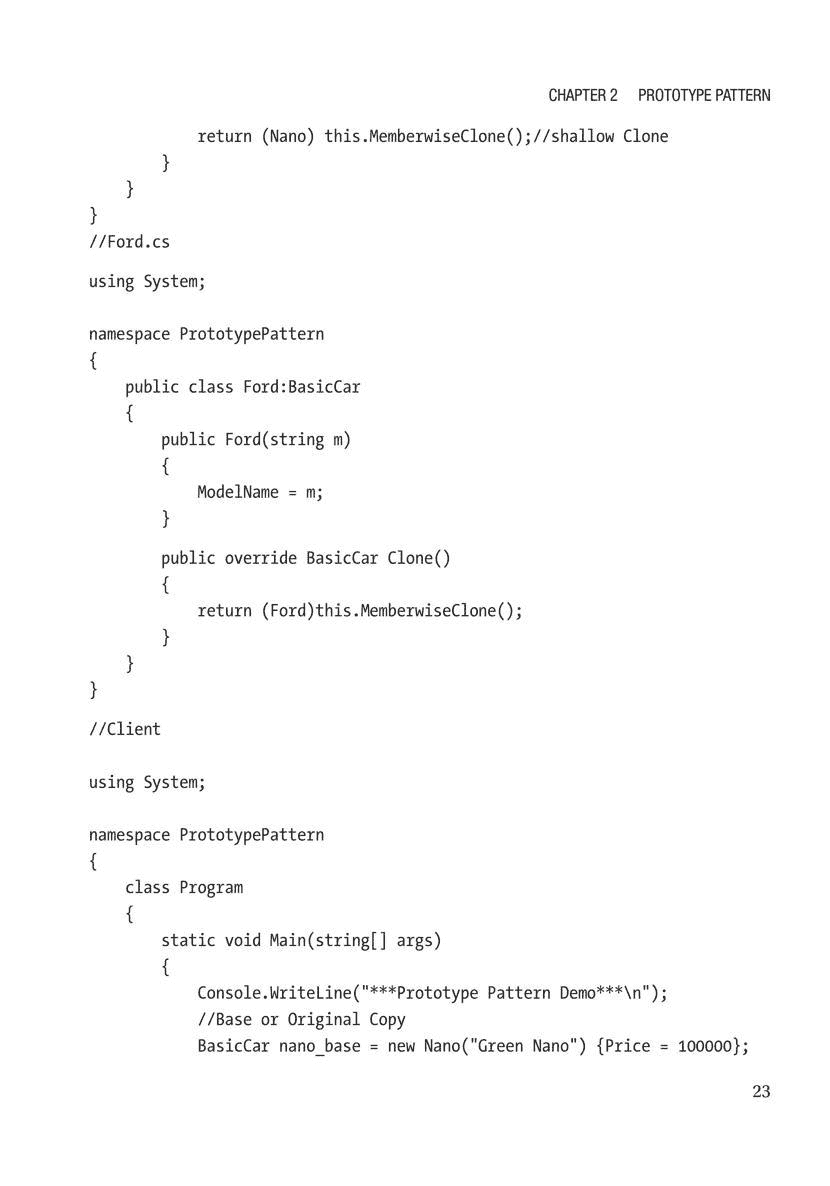 CHAPTER 2 PROTOTYPE PATTERN
            return (Nano) this.MemberwiseClone();//shallow Clone
        }
    }
}
//Ford.cs
using System;
namespace PrototypePattern
{
    public class Ford:BasicCar
    {
        public Ford(string m)
        {
            ModelName = m;
        }
        public override BasicCar Clone()
        {
            return (Ford)this.MemberwiseClone();
        }
    }
}
//Client
using System;
namespace PrototypePattern
{
    class Program
    {
        static void Main(string[] args)
        {
            Console.WriteLine("***Prototype Pattern Demo***\n");
            //Base or Original Copy
            BasicCar nano_base = new Nano("Green Nano") {Price = 100000};
23